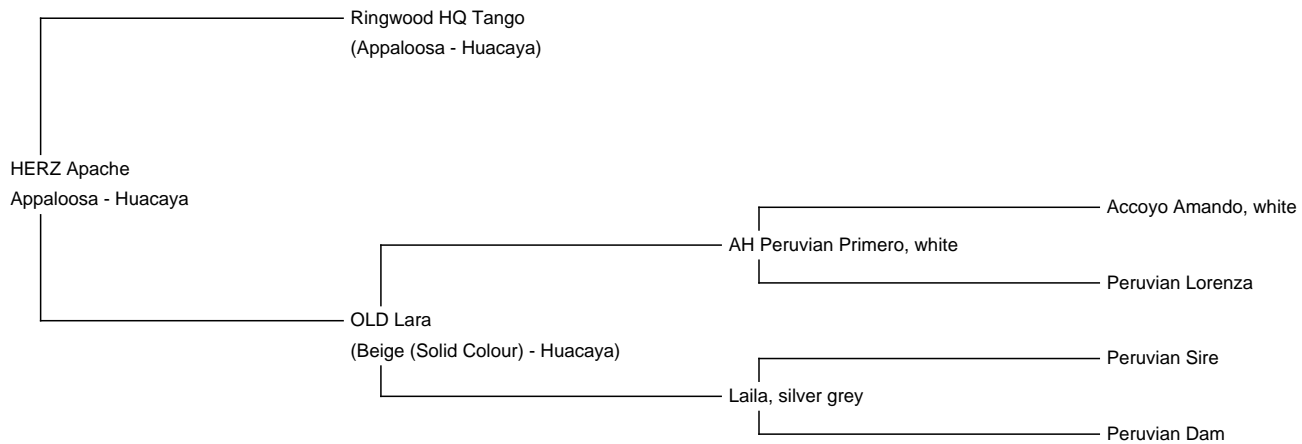 Ringwood HQ Tango
(Appaloosa - Huacaya)
HERZ Apache
Appaloosa - Huacaya
Accoyo Amando, white
AH Peruvian Primero, white
Peruvian Lorenza
OLD Lara
(Beige (Solid Colour) - Huacaya)
Peruvian Sire
Laila, silver grey
Peruvian Dam